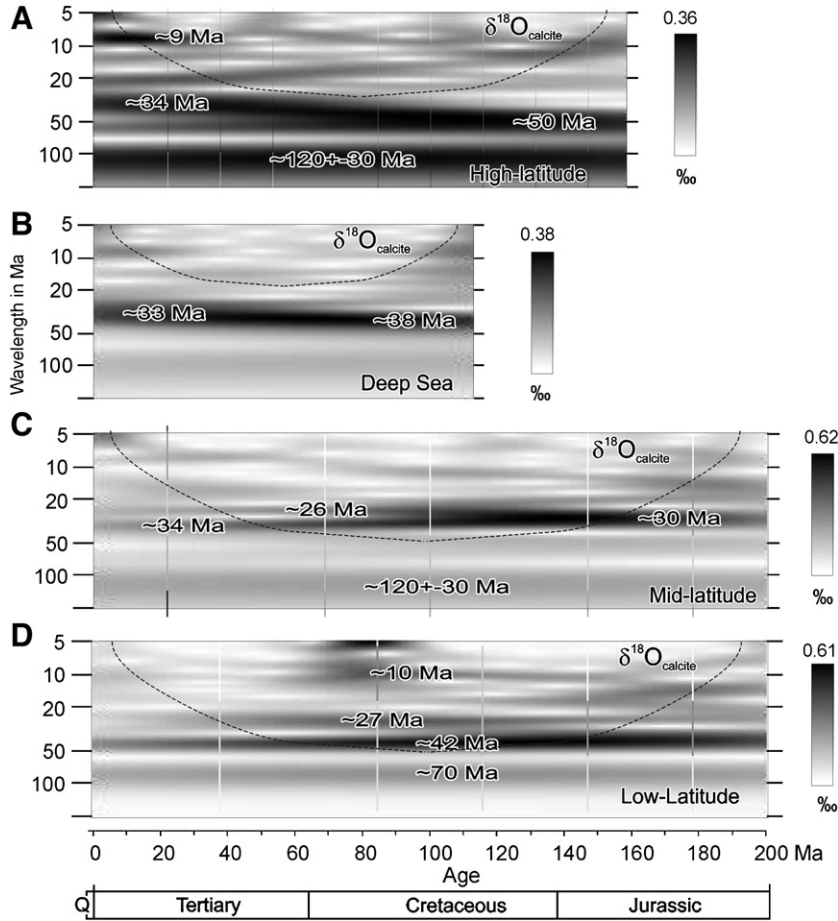 A
5
10
20
50
100
~9 Ma
δ18Ocalcite
~34 Ma
~50 Ma
~120+-30 Ma
High-latitude
0.36
‰
B
Wavelength in Ma
5
10
20
50
100
δ18Ocalcite
~33 Ma
~38 Ma
Deep Sea
0.38
‰
C
5
10
20
50
100
δ18Ocalcite
~26 Ma
~34 Ma
~30 Ma
~120+-30 Ma
Mid-latitude
0.62
‰
D
5
10
20
50
100
δ18Ocalcite
~10 Ma
~27 Ma
~42 Ma
~70 Ma
Low-Latitude
0.61
‰
0 20 40 60 80 100 120 140 160 180 200 Ma
Age
Q Tertiary Cretaceous Jurassic